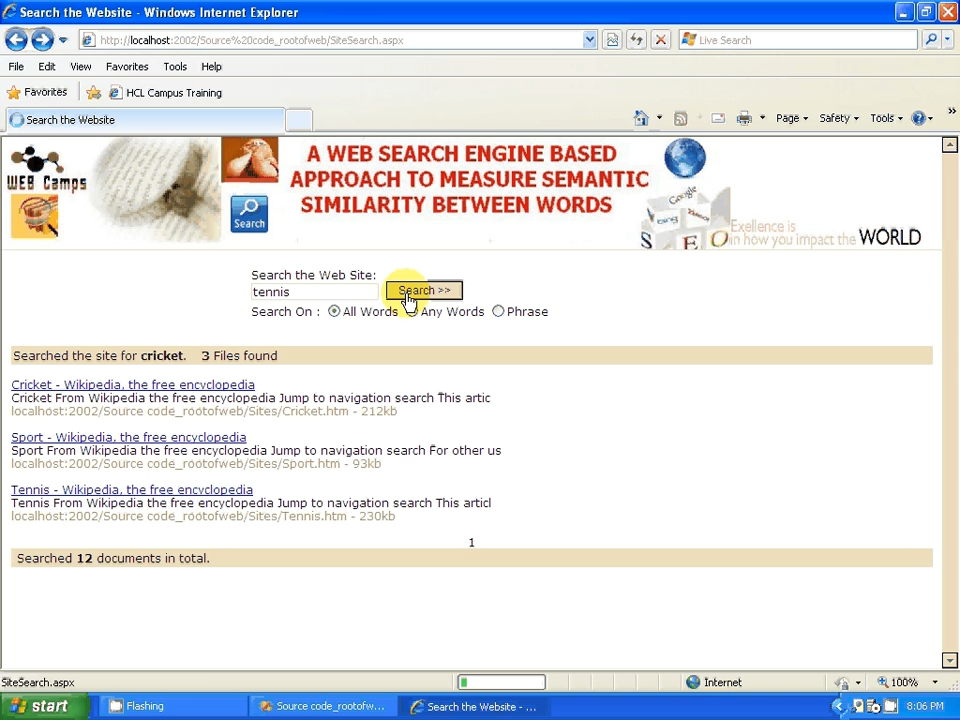 Search the Website - Windows Internet Explorer
http://localhost:2002/Source%20code_rootofweb/SiteSearch.aspx
Live Search
File Edit View Favorites Tools Help
Favorites HCL Campus Training
Search the Website
Page Safety Tools
WEB Camps
Search
A WEB SEARCH ENGINE BASED
APPROACH TO MEASURE SEMANTIC
SIMILARITY BETWEEN WORDS
Google
S E O
Exellence is
in how you impact the WORLD
Search the Web Site:
tennis Search >>
Search On : All Words Any Words Phrase
Searched the site for cricket. 3 Files found
Cricket - Wikipedia, the free encyclopedia
Cricket From Wikipedia the free encyclopedia Jump to navigation search This artic
localhost:2002/Source code_rootofweb/Sites/Cricket.htm - 212kb
Sport - Wikipedia, the free encyclopedia
Sport From Wikipedia the free encyclopedia Jump to navigation search For other us
localhost:2002/Source code_rootofweb/Sites/Sport.htm - 93kb
Tennis - Wikipedia, the free encyclopedia
Tennis From Wikipedia the free encyclopedia Jump to navigation search This articl
localhost:2002/Source code_rootofweb/Sites/Tennis.htm - 230kb
1
Searched 12 documents in total.
SiteSearch.aspx
Internet
100%
start
Flashing
Source code_rootofw...
Search the Website - ...
8:06 PM